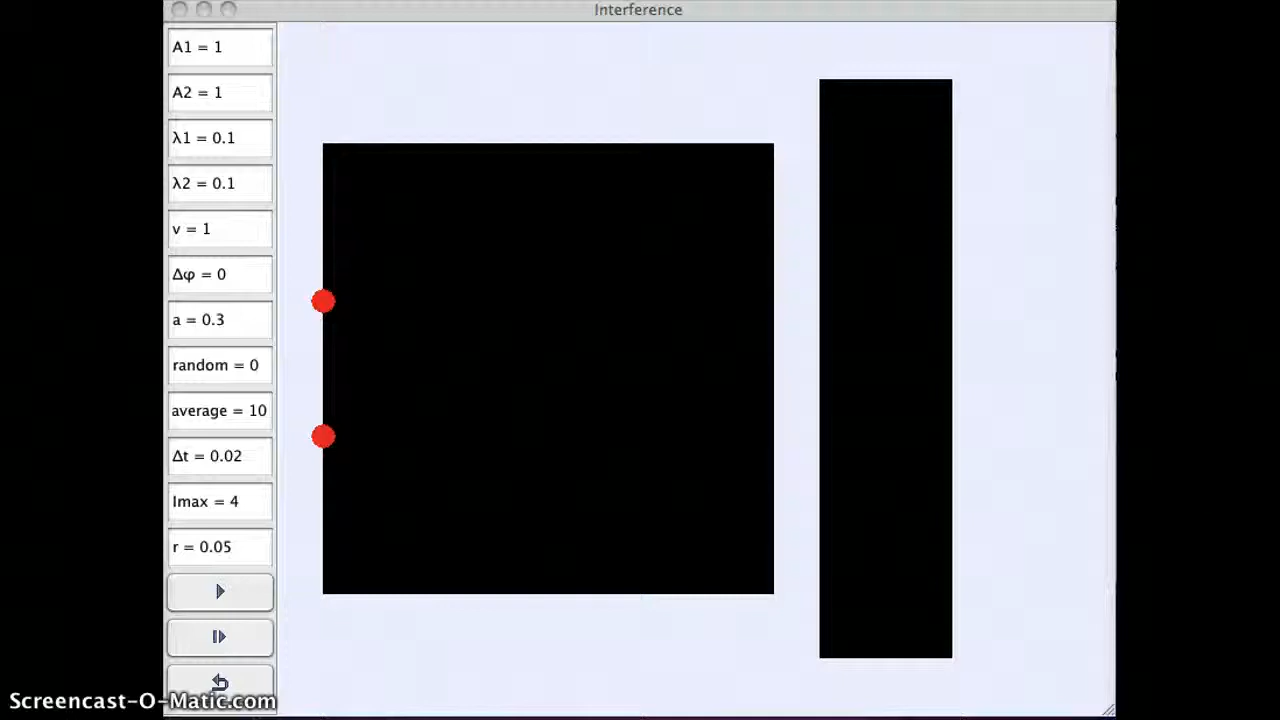 Interference
A1 = 1
A2 = 1
λ1 = 0.1
λ2 = 0.1
v = 1
Δφ = 0
a = 0.3
random = 0
average = 10
Δt = 0.02
Imax = 4
r = 0.05
Screencast-O-Matic.com